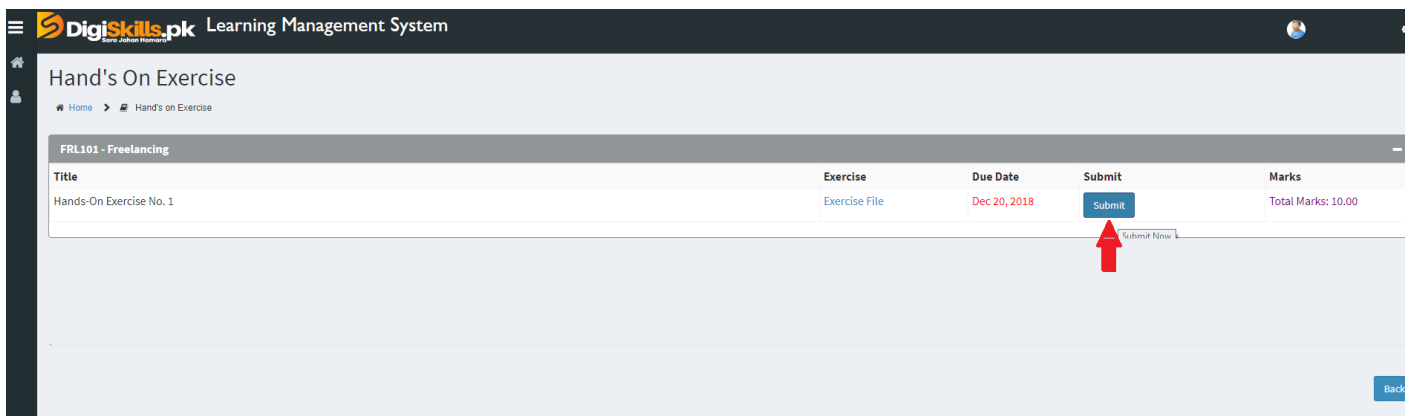 DigiSkills.pk Learning Management System
Sara Jahan Hamara
Hand's On Exercise
Home Hand's on Exercise
FRL101 - Freelancing
Title Exercise Due Date Submit Marks
Hands-On Exercise No. 1 Exercise File Dec 20, 2018 Submit Total Marks: 10.00
Submit Now
Back